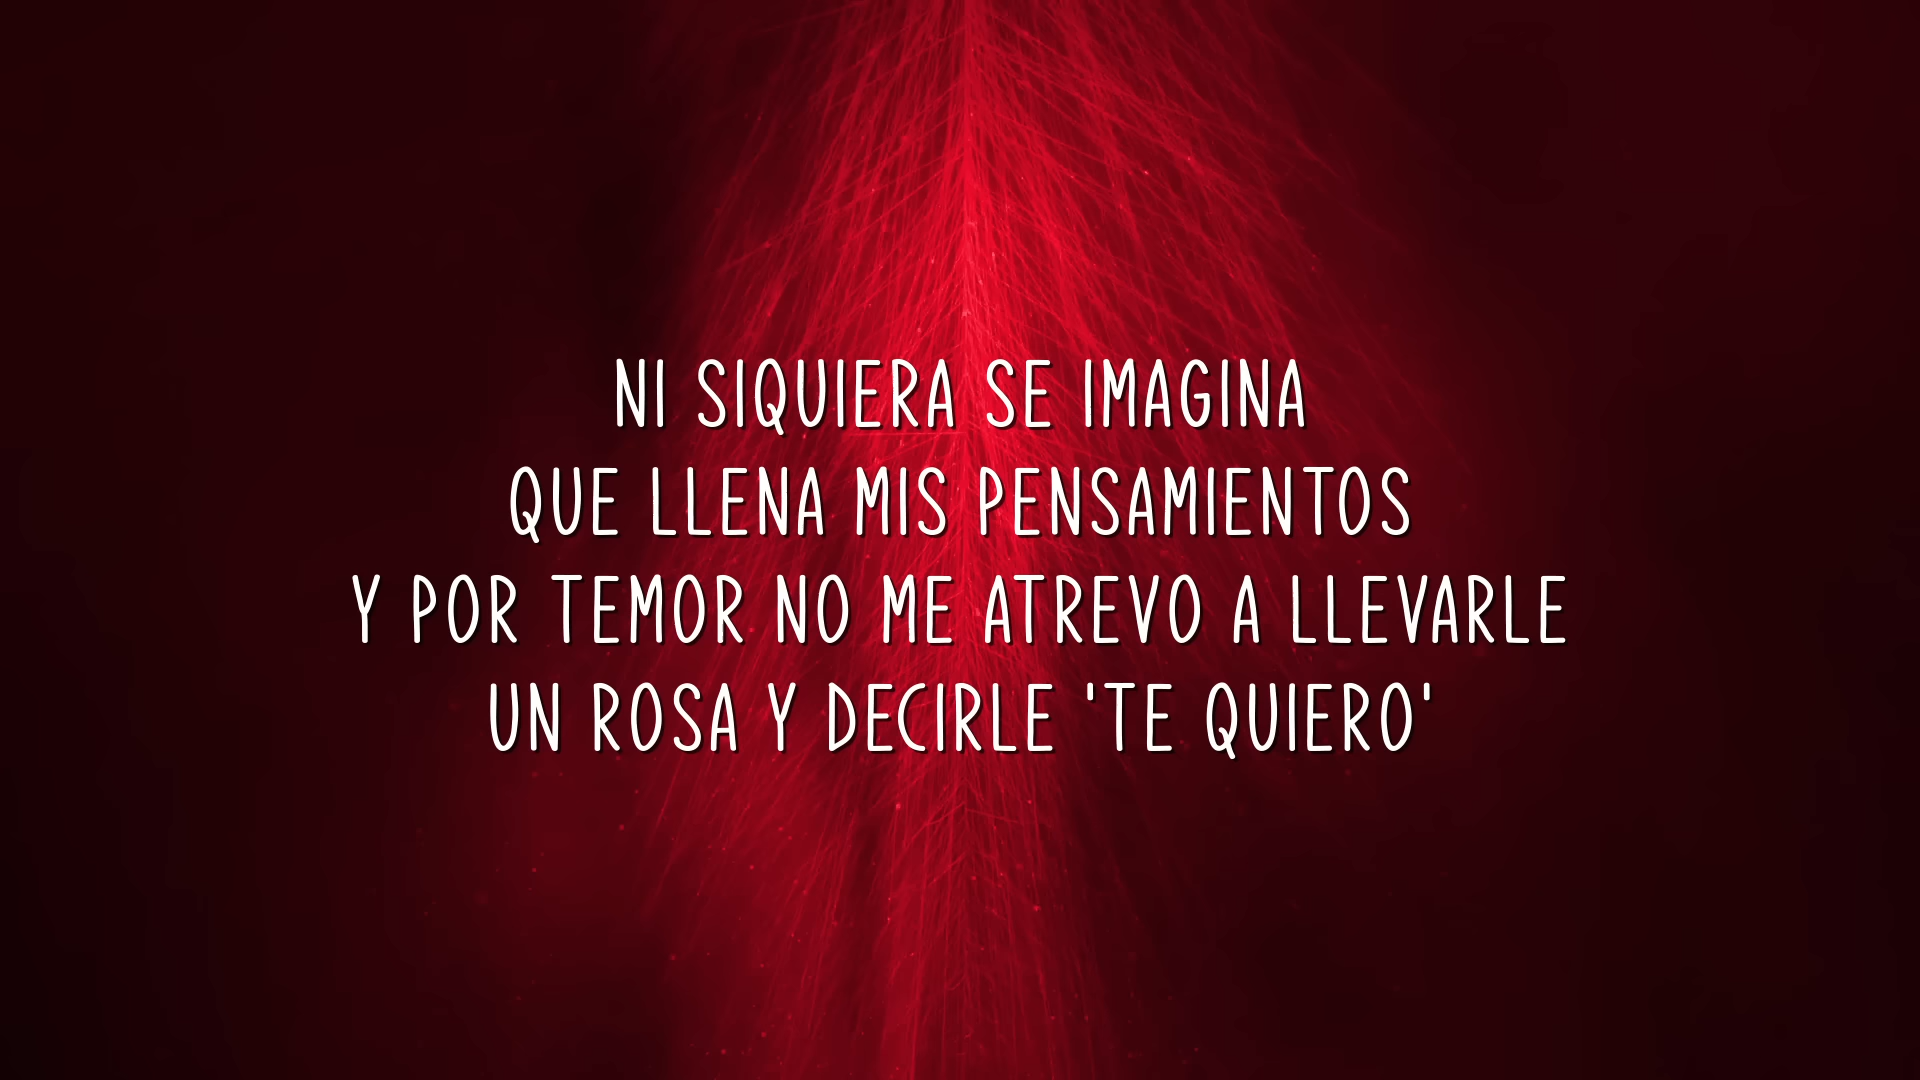 NI SIQUIERA SE IMAGINA
QUE LLENA MIS PENSAMIENTOS
Y POR TEMOR NO ME ATREVO A LLEVARLE
UN ROSA Y DECIRLE 'TE QUIERO'